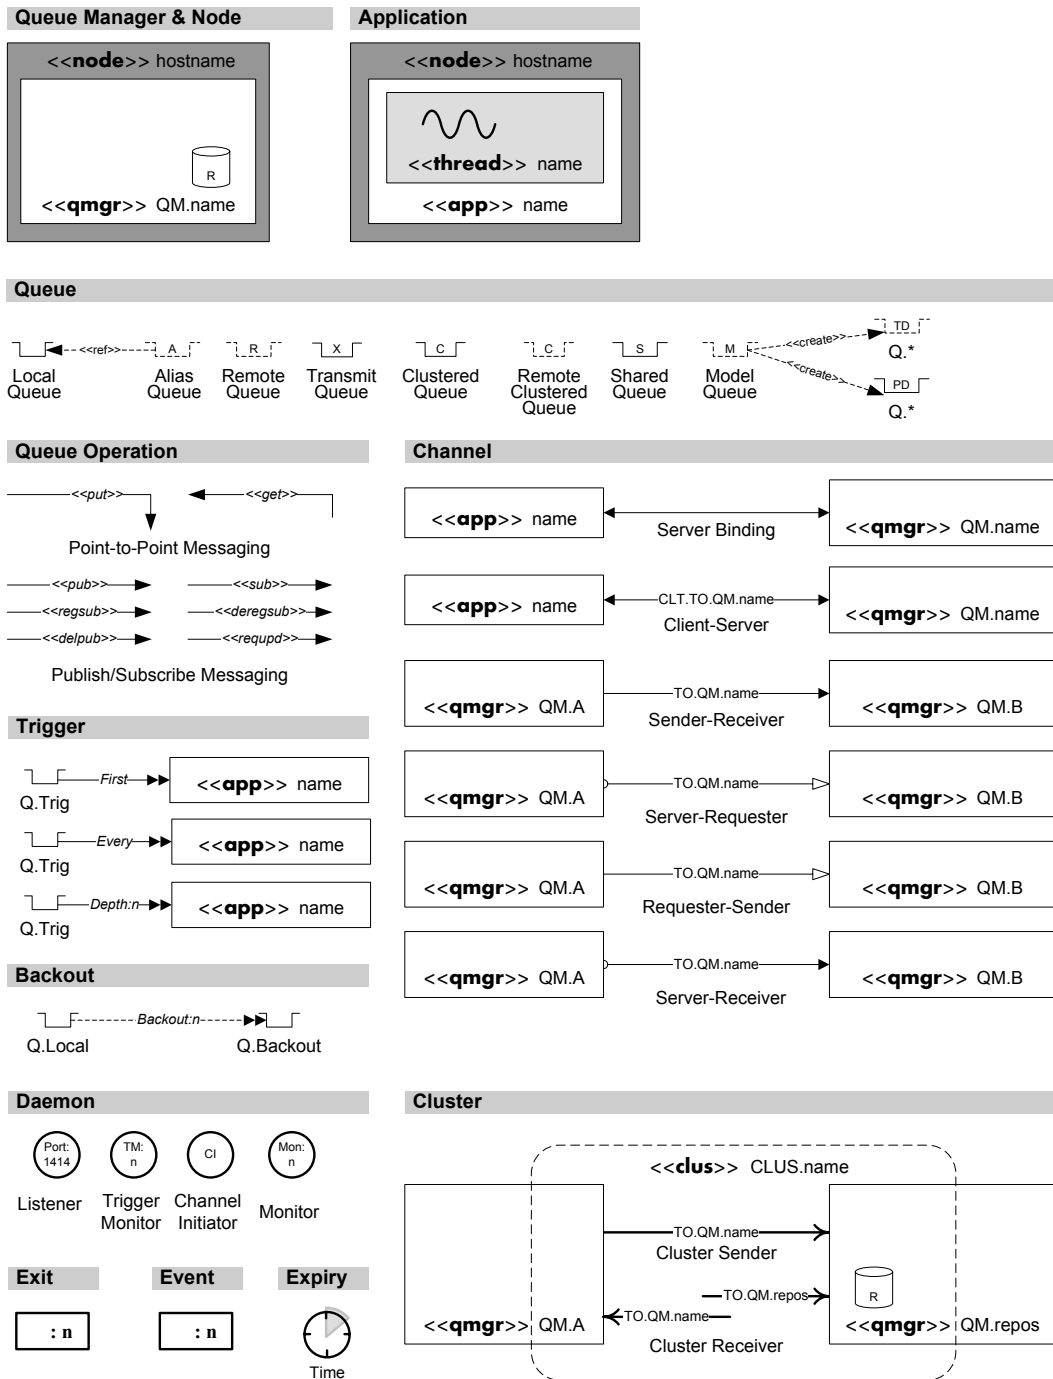 Queue Manager & Node
Application
<<node>> hostname
R
<<qmgr>> QM.name
<<node>> hostname
<<thread>> name
<<app>> name
Queue
<<ref>>
A
R
X
C
C
S
M
<<create>>
<<create>>
TD
Q.*
PD
Q.*
Local
Queue
Alias
Queue
Remote
Queue
Transmit
Queue
Clustered
Queue
Remote
Clustered
Queue
Shared
Queue
Model
Queue
Queue Operation
<<put>>
<<get>>
Point-to-Point Messaging
<<pub>>
<<sub>>
<<regsub>>
<<deregsub>>
<<delpub>>
<<requpd>>
Publish/Subscribe Messaging
Channel
<<app>> name
Server Binding
<<qmgr>> QM.name
<<app>> name
CLT.TO.QM.name
Client-Server
<<qmgr>> QM.name
<<qmgr>> QM.A
TO.QM.name
Sender-Receiver
<<qmgr>> QM.B
<<qmgr>> QM.A
TO.QM.name
Server-Requester
<<qmgr>> QM.B
<<qmgr>> QM.A
TO.QM.name
Requester-Sender
<<qmgr>> QM.B
<<qmgr>> QM.A
TO.QM.name
Server-Receiver
<<qmgr>> QM.B
Trigger
First
Q.Trig
<<app>> name
Every
Q.Trig
<<app>> name
Depth:n
Q.Trig
<<app>> name
Backout
Backout:n
Q.Local
Q.Backout
Daemon
Port:
1414
Listener
TM:
n
Trigger
Monitor
CI
Channel
Initiator
Mon:
n
Monitor
Exit
: n
Event
: n
Expiry
Time
Cluster
<<clus>> CLUS.name
TO.QM.name
Cluster Sender
TO.QM.repos
TO.QM.name
Cluster Receiver
<<qmgr>> QM.A
R
<<qmgr>> QM.repos